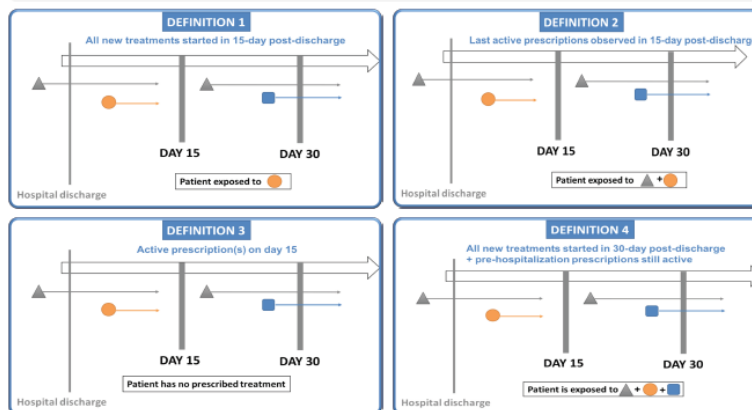 DEFINITION 1
All new treatments started in 15-day post-discharge
DAY 15
DAY 30
Patient exposed to
Hospital discharge
DEFINITION 2
Last active prescriptions observed in 15-day post-discharge
DAY 15
DAY 30
Patient exposed to +
Hospital discharge
DEFINITION 3
Active prescription(s) on day 15
DAY 15
DAY 30
Patient has no prescribed treatment
Hospital discharge
DEFINITION 4
All new treatments started in 30-day post-discharge
+ pre-hospitalization prescriptions still active
DAY 15
DAY 30
Patient is exposed to + +
Hospital discharge